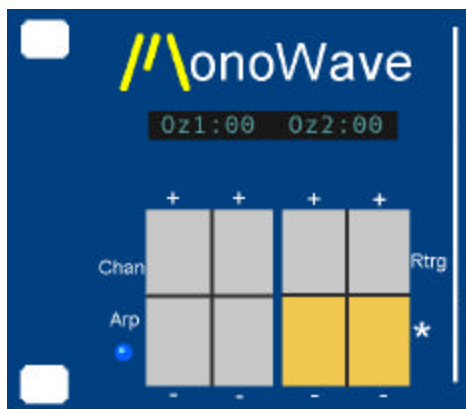 MonoWave
Oz1:00 Oz2:00
+ + + +
Chan Rtrg
Arp *
- - - -